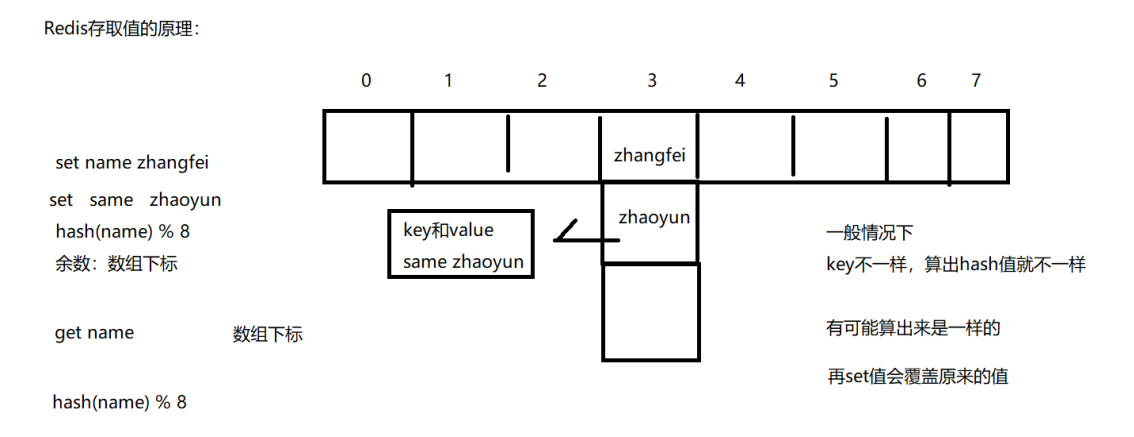 Redis存取值的原理：
0 1 2 3 4 5 6 7
set name zhangfei
zhangfei
set same zhaoyun
zhaoyun
hash(name) % 8
余数：数组下标
key和value
same zhaoyun
一般情况下
key不一样，算出hash值就不一样
get name
数组下标
有可能算出来是一样的
再set值会覆盖原来的值
hash(name) % 8